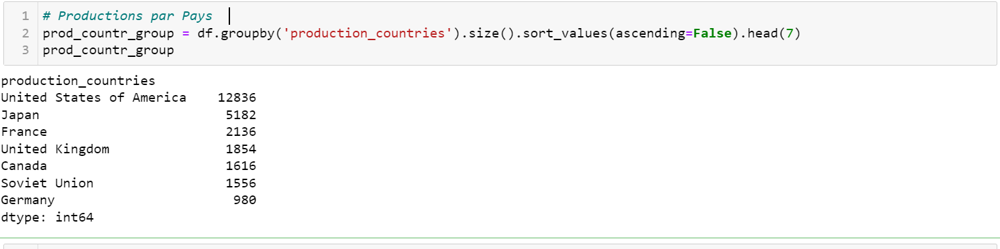 1 # Productions par Pays
2 prod_countr_group = df.groupby('production_countries').size().sort_values(ascending=False).head(7)
3 prod_countr_group
production_countries
United States of America    12836
Japan                        5182
France                       2136
United Kingdom               1854
Canada                       1616
Soviet Union                 1556
Germany                       980
dtype: int64